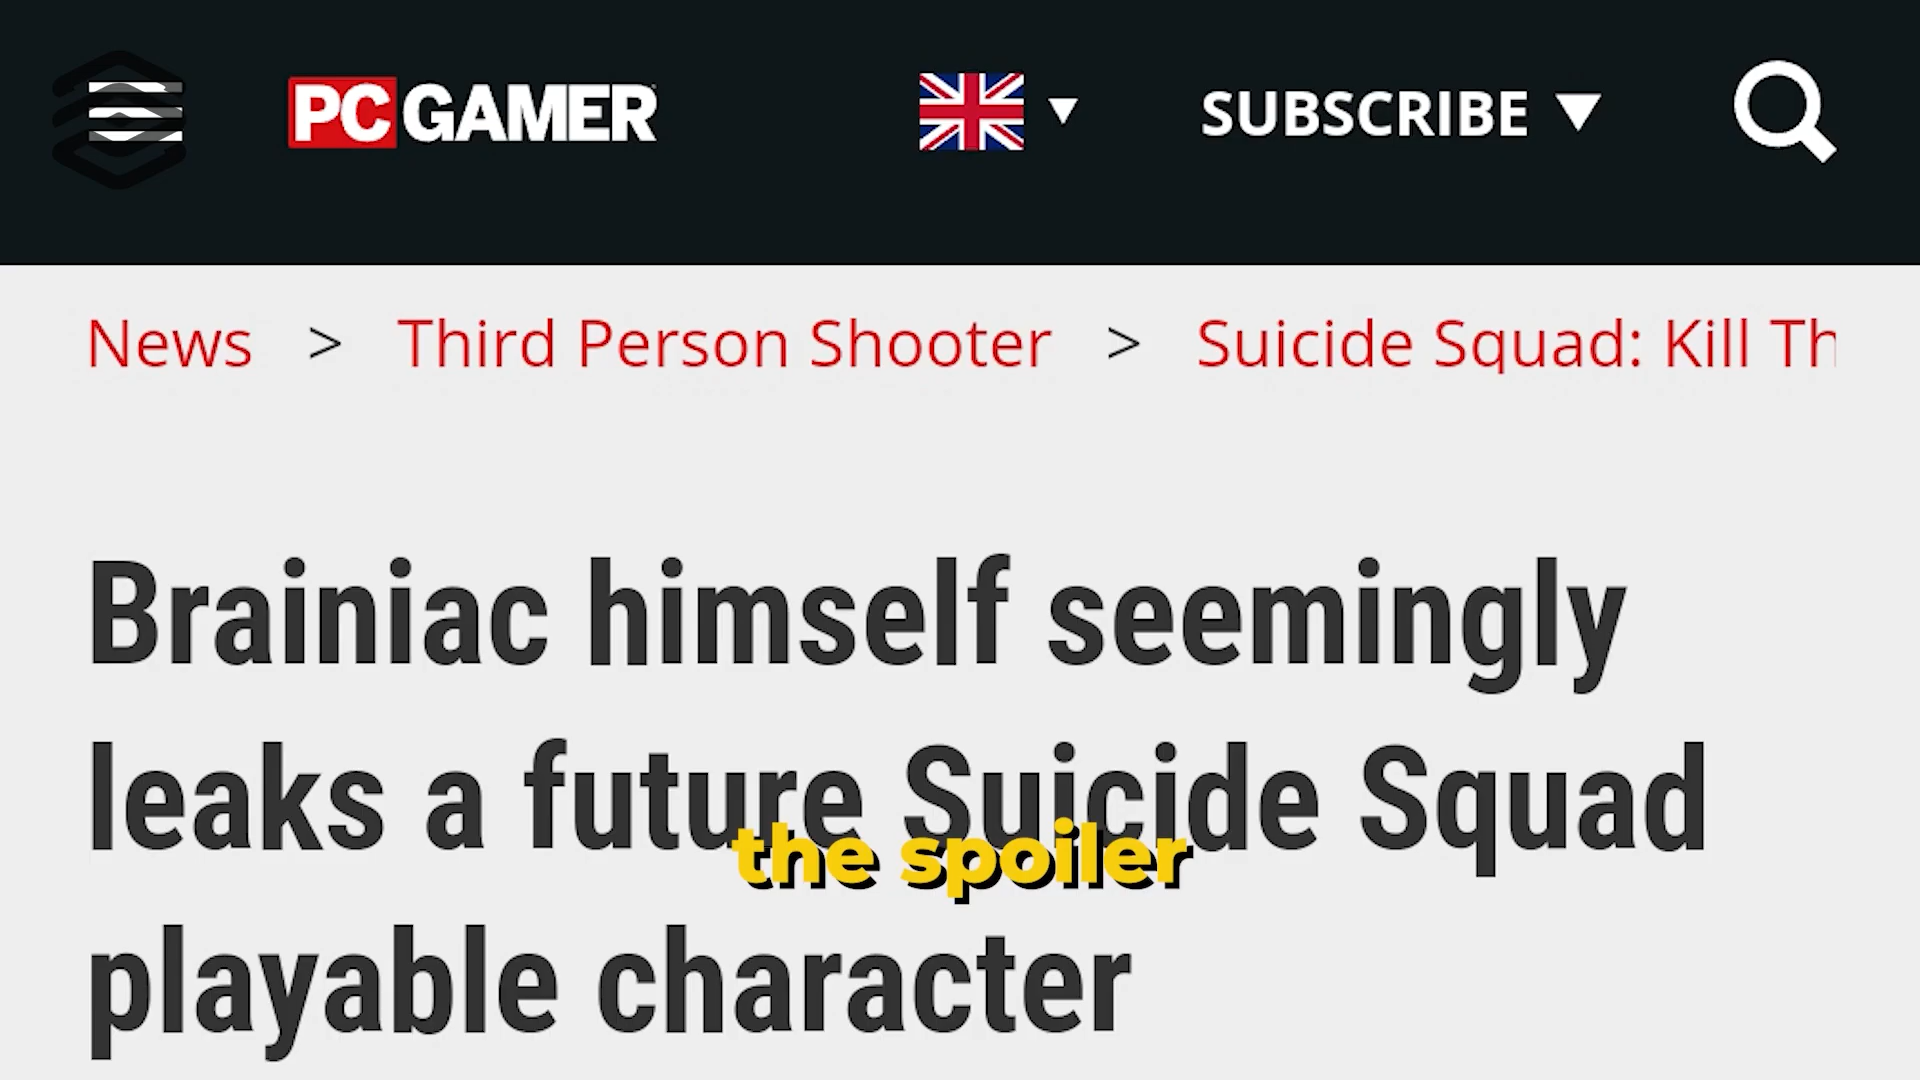 PC GAMER
SUBSCRIBE
News > Third Person Shooter > Suicide Squad: Kill Th
Brainiac himself seemingly
leaks a future Suicide Squad
the spoiler
playable character